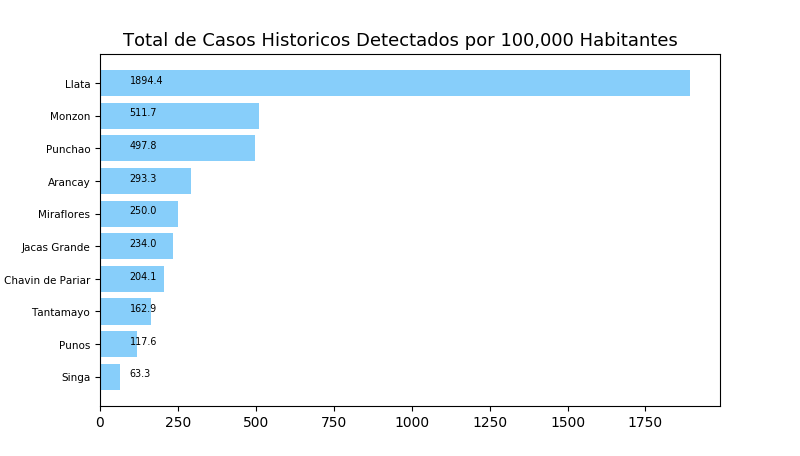 Total de Casos Historicos Detectados por 100,000 Habitantes
Llata 1894.4
Monzon 511.7
Punchao 497.8
Arancay 293.3
Miraflores 250.0
Jacas Grande 234.0
Chavin de Pariar 204.1
Tantamayo 162.9
Punos 117.6
Singa 63.3
0 250 500 750 1000 1250 1500 1750